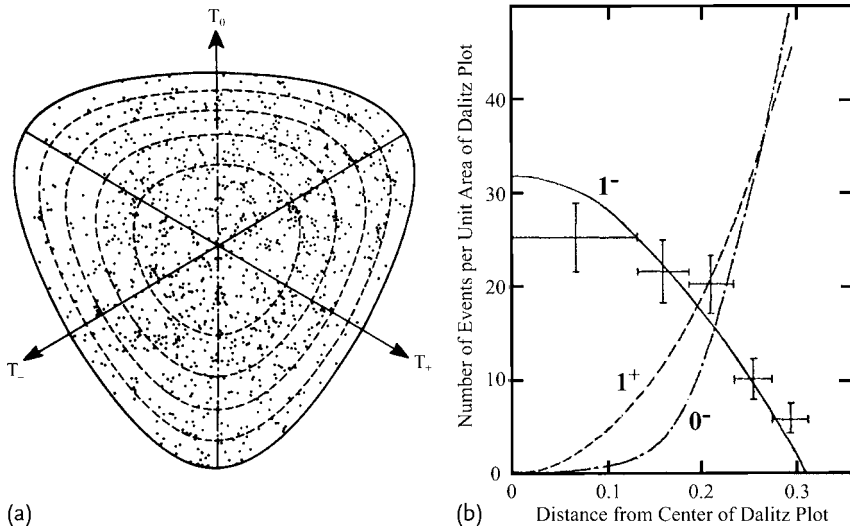 T₀
T₋
T₊
(a)
Number of Events per Unit Area of Dalitz Plot
40
30
20
10
0
1⁻
1⁺
0⁻
0
0.1
0.2
0.3
Distance from Center of Dalitz Plot
(b)